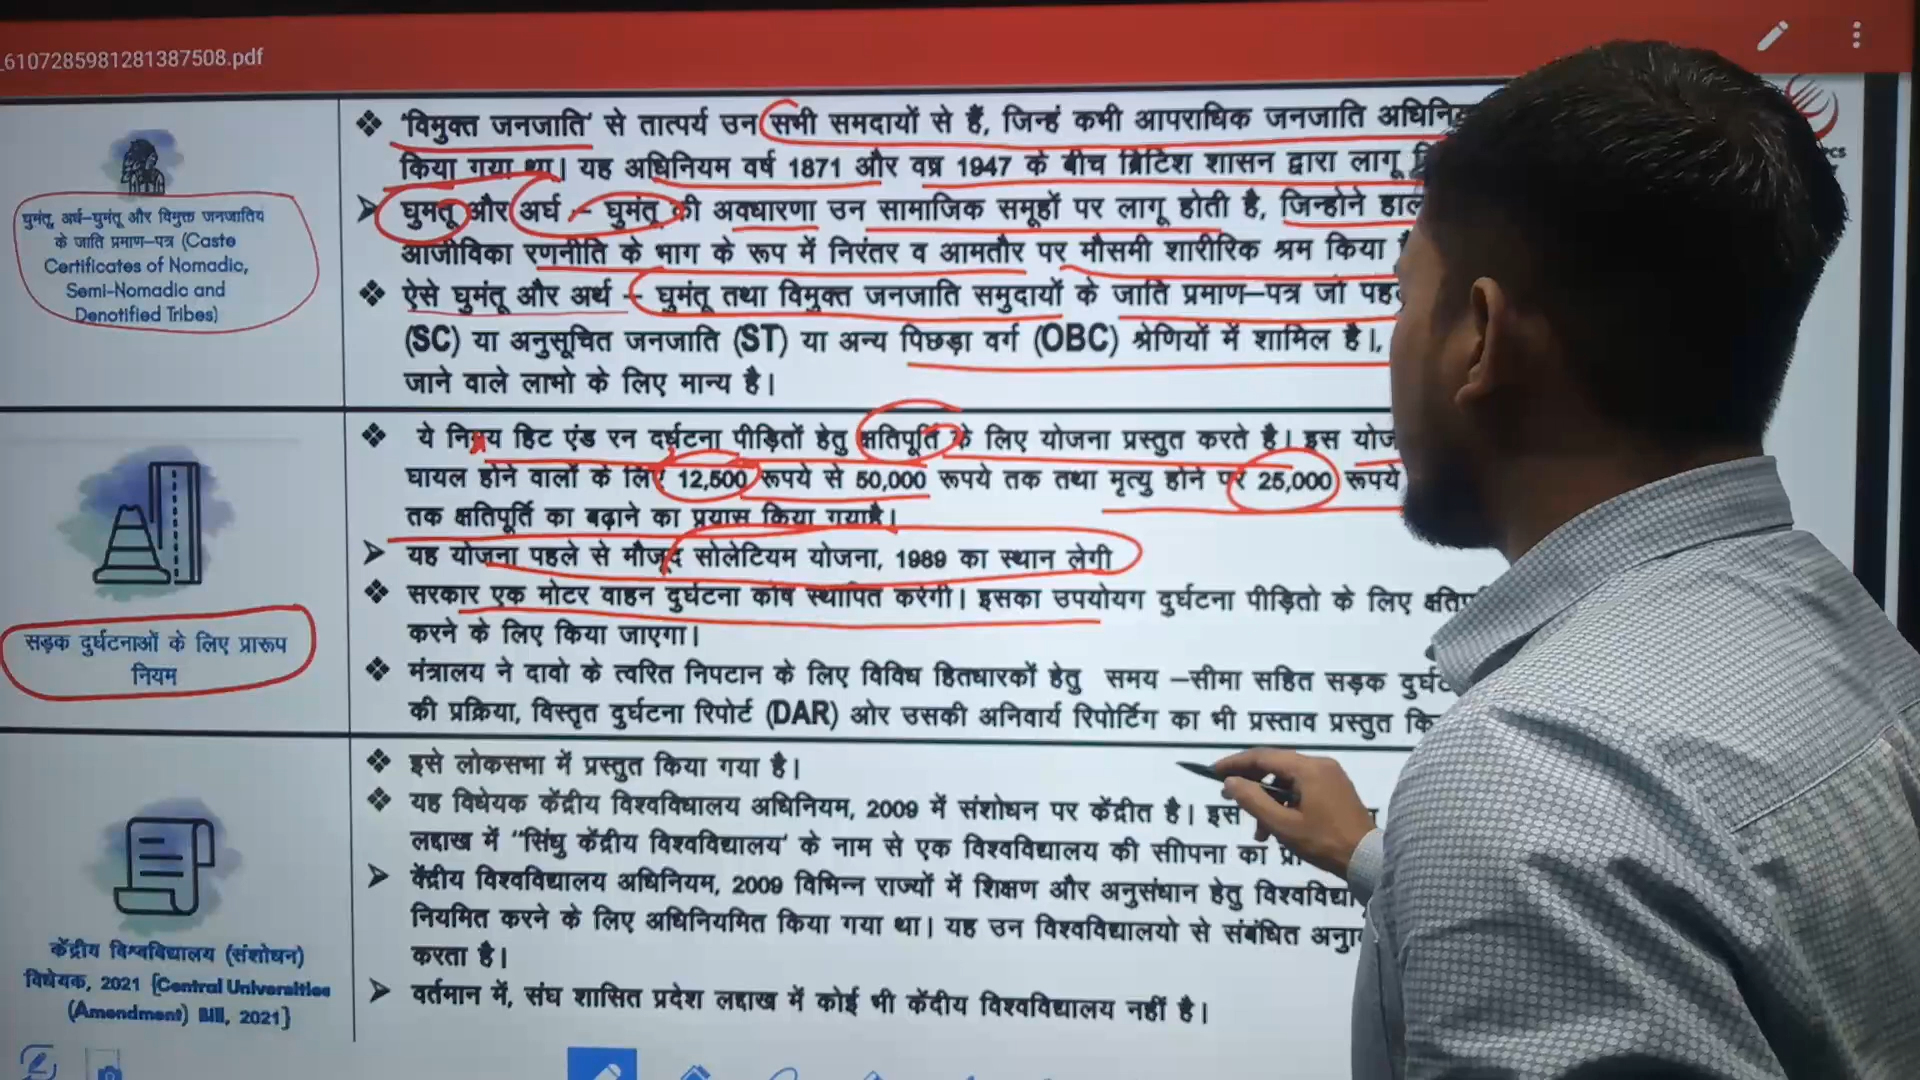 _6107285981281387508.pdf
घुमंतू, अर्ध–घुमंतू और विमुक्त जनजातिय
के जाति प्रमाण–पत्र (Caste
Certificates of Nomadic,
Semi-Nomadic and
Denotified Tribes)
'विमुक्त जनजाति' से तात्पर्य उन सभी समदायों से हैं, जिन्हं कभी आपराधिक जनजाति
किया गया था। यह अधिनियम वर्ष 1871 और वष्र 1947 के बीच ब्रिटिश शासन द्वारा लागू
घुमतू और अर्घ – घुमंतू की अवधारणा उन सामाजिक समूहों पर लागू होती है, जिन्होने
आजीविका रणनीति के भाग के रूप में निरंतर व आमतौर पर मौसमी शारीरिक श्रम किया
ऐसे घुमंतू और अर्थ – घुमंतू तथा विमुक्त जनजाति समुदायों के जाति प्रमाण–पत्र जो
(SC) या अनुसूचित जनजाति (ST) या अन्य पिछड़ा वर्ग (OBC) श्रेणियों में शामिल है।,
जाने वाले लाभो के लिए मान्य है।
सड़क दुर्घटनाओं के लिए प्रारूप
नियम
ये हिट एंड रन दर्घटना पीड़ितों हेतु क्षतिपूर्ति के लिए योजना प्रस्तुत करते है। इस
घायल होने वालों के लिए 12,500 रूपये से 50,000 रूपये तक तथा मृत्यु होने पर 25,000 रूपये
तक क्षतिपूर्ति का बढ़ाने का प्रयास किया गयाहै।
यह योजना पहले से मौजूद सोलेटियम योजना, 1989 का स्थान लेगी
सरकार एक मोटर वाहन दुर्घटना कोष स्थापित करेगी। इसका उपयोयग दुर्घटना पीड़ितो के लिए
करने के लिए किया जाएगा।
मंत्रालय ने दावो के त्वरित निपटान के लिए विविध हितधारकों हेतु समय –सीमा सहित सड़क
की प्रक्रिया, विस्तृत दुर्घटना रिपोर्ट (DAR) ओर उसकी अनिवार्य रिपोर्टिंग का भी प्रस्ताव प्रस्तुत
केंद्रीय विश्वविद्यालय (संशोधन)
विधेयक, 2021 [Central Universities
(Amendment) Bill, 2021]
इसे लोकसभा में प्रस्तुत किया गया है।
यह विधेयक केंद्रीय विश्वविद्यालय अधिनियम, 2009 में संशोधन पर केंद्रीत है। इस
लद्दाख में "सिंधु केंद्रीय विश्वविद्यालय' के नाम से एक विश्वविद्यालय की का
केंद्रीय विश्वविद्यालय अधिनियम, 2009 विभिन्न राज्यों में शिक्षण और अनुसंधान हेतु
नियमित करने के लिए अधिनियमित किया गया था। यह उन विश्वविद्यालयो से संबंधित
करता है।
वर्तमान में, संघ शासित प्रदेश लद्दाख में कोई भी केंदीय विश्वविद्यालय नहीं है।